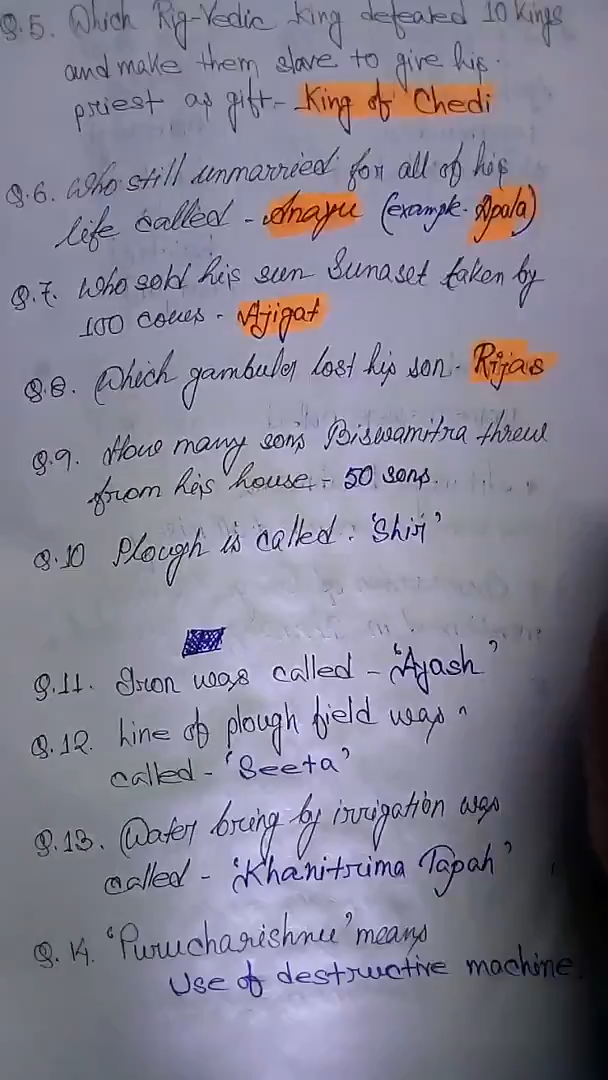 Q.5. Which Rig-Vedic king defeated 10 kings
and make them slave to give his
priest as gift- King of Chedi
Q.6. Who still unmarried for all of his
life called - Anayu (example- Apala)
Q.7. Who sold his sun Sunaset taken by
100 cows - Ajigat
Q.8. Which gambuler lost his son- Rijas
Q.9. How many sons Biswamitra threw
from his house - 50 sons.
Q.10 Plough is called : 'Shiri'
Q.11. Iron was called - 'Ayash'
Q.12. Line of plough field was
called - 'Seeta'
Q.13. Water bring by irrigation was
called - 'Khanitrima Tapah'
Q.14. 'Purucharishnu' means
Use of destructive machine.